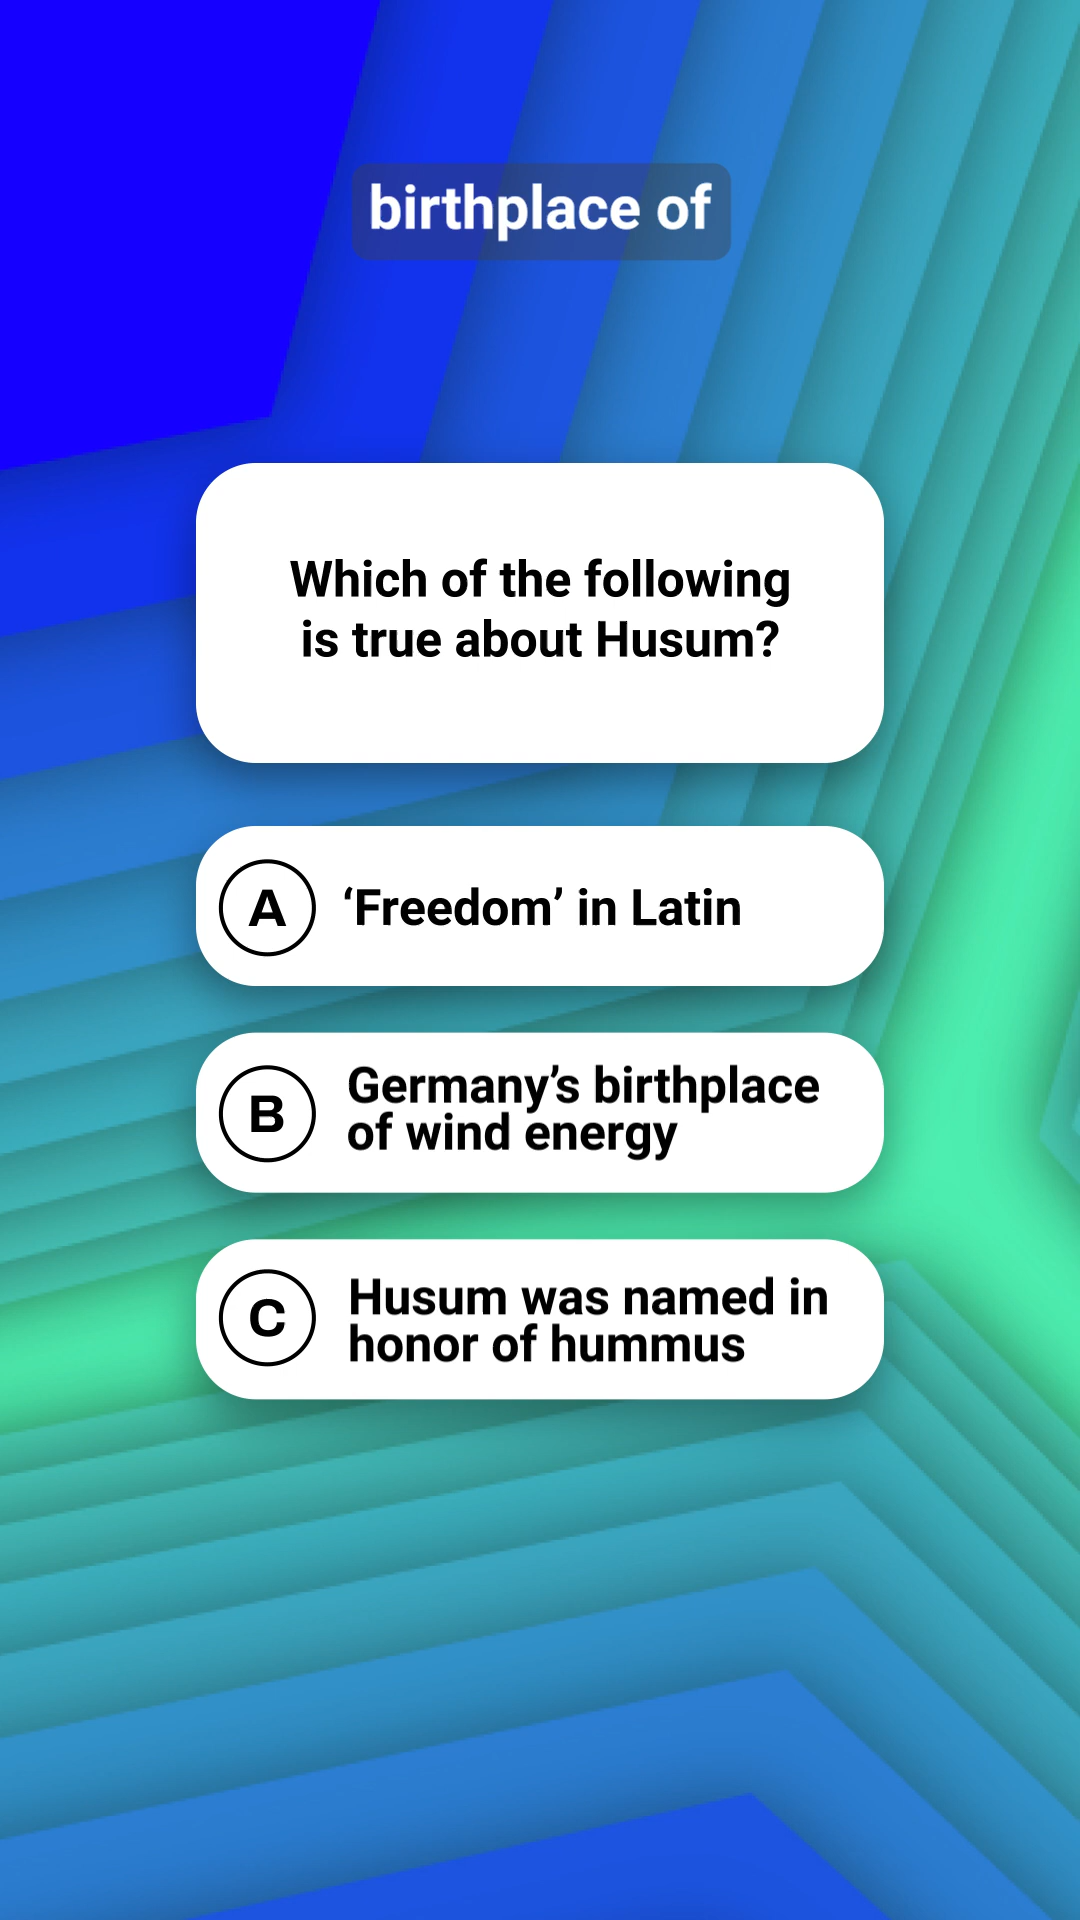 birthplace of
Which of the following
is true about Husum?
A ‘Freedom’ in Latin
B Germany’s birthplace
of wind energy
C Husum was named in
honor of hummus